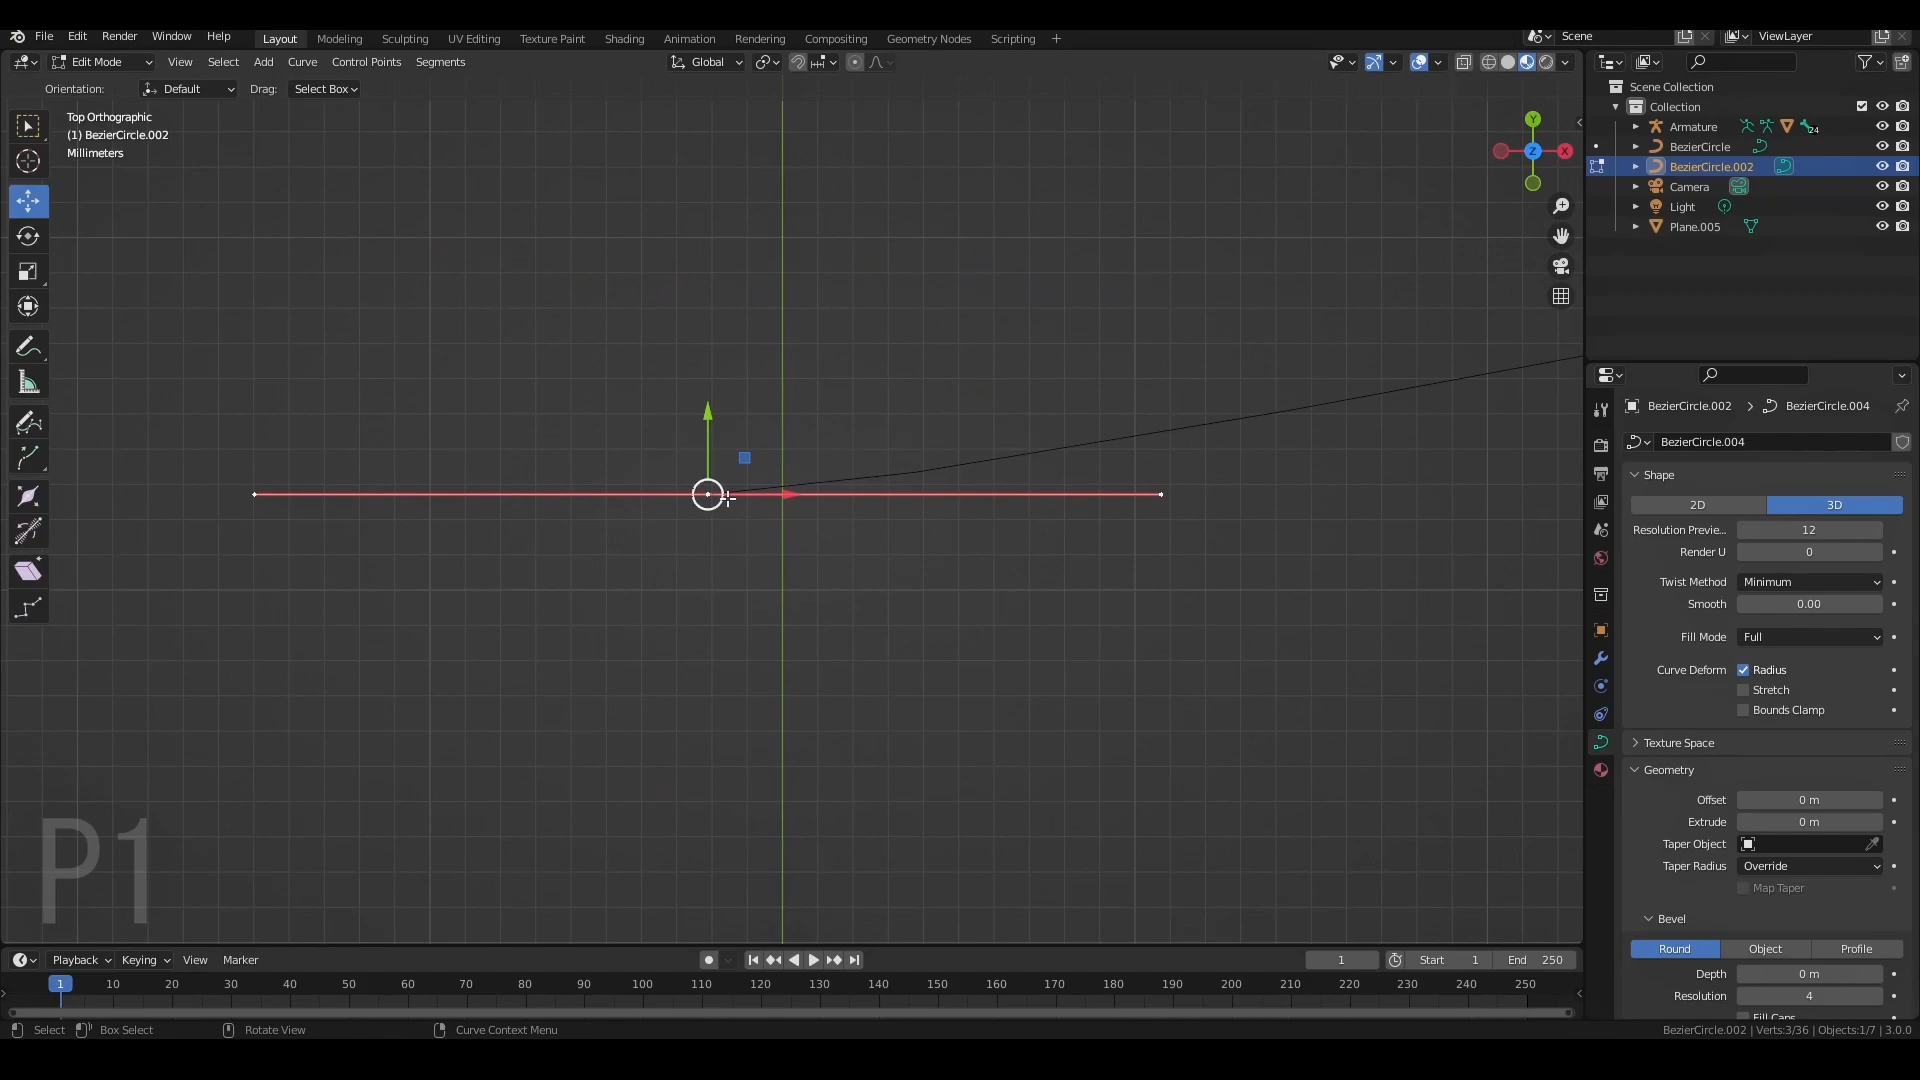 File Edit Render Window Help Layout Modeling Sculpting UV Editing Texture Paint Shading Animation Rendering Compositing Geometry Nodes Scripting + Scene ViewLayer
Edit Mode View Select Add Curve Control Points Segments Global
Orientation: Default Drag: Select Box
Top Orthographic
(1) BezierCircle.002
Millimeters
Y
Z X
Scene Collection
Collection
Armature 24
BezierCircle
BezierCircle.002
Camera
Light
Plane.005
BezierCircle.002 > BezierCircle.004
BezierCircle.004
Shape
2D 3D
Resolution Previe... 12
Render U 0
Twist Method Minimum
Smooth 0.00
Fill Mode Full
Curve Deform Radius
Stretch
Bounds Clamp
Texture Space
Geometry
Offset 0 m
Extrude 0 m
Taper Object
Taper Radius Override
Map Taper
Bevel
Round Object Profile
Depth 0 m
Resolution 4
Fill Caps
P1
Playback Keying View Marker 1 Start 1 End 250
1 10 20 30 40 50 60 70 80 90 100 110 120 130 140 150 160 170 180 190 200 210 220 230 240 250
Select Box Select Rotate View Curve Context Menu BezierCircle.002 | Verts:3/36 | Objects:1/7 | 3.0.0